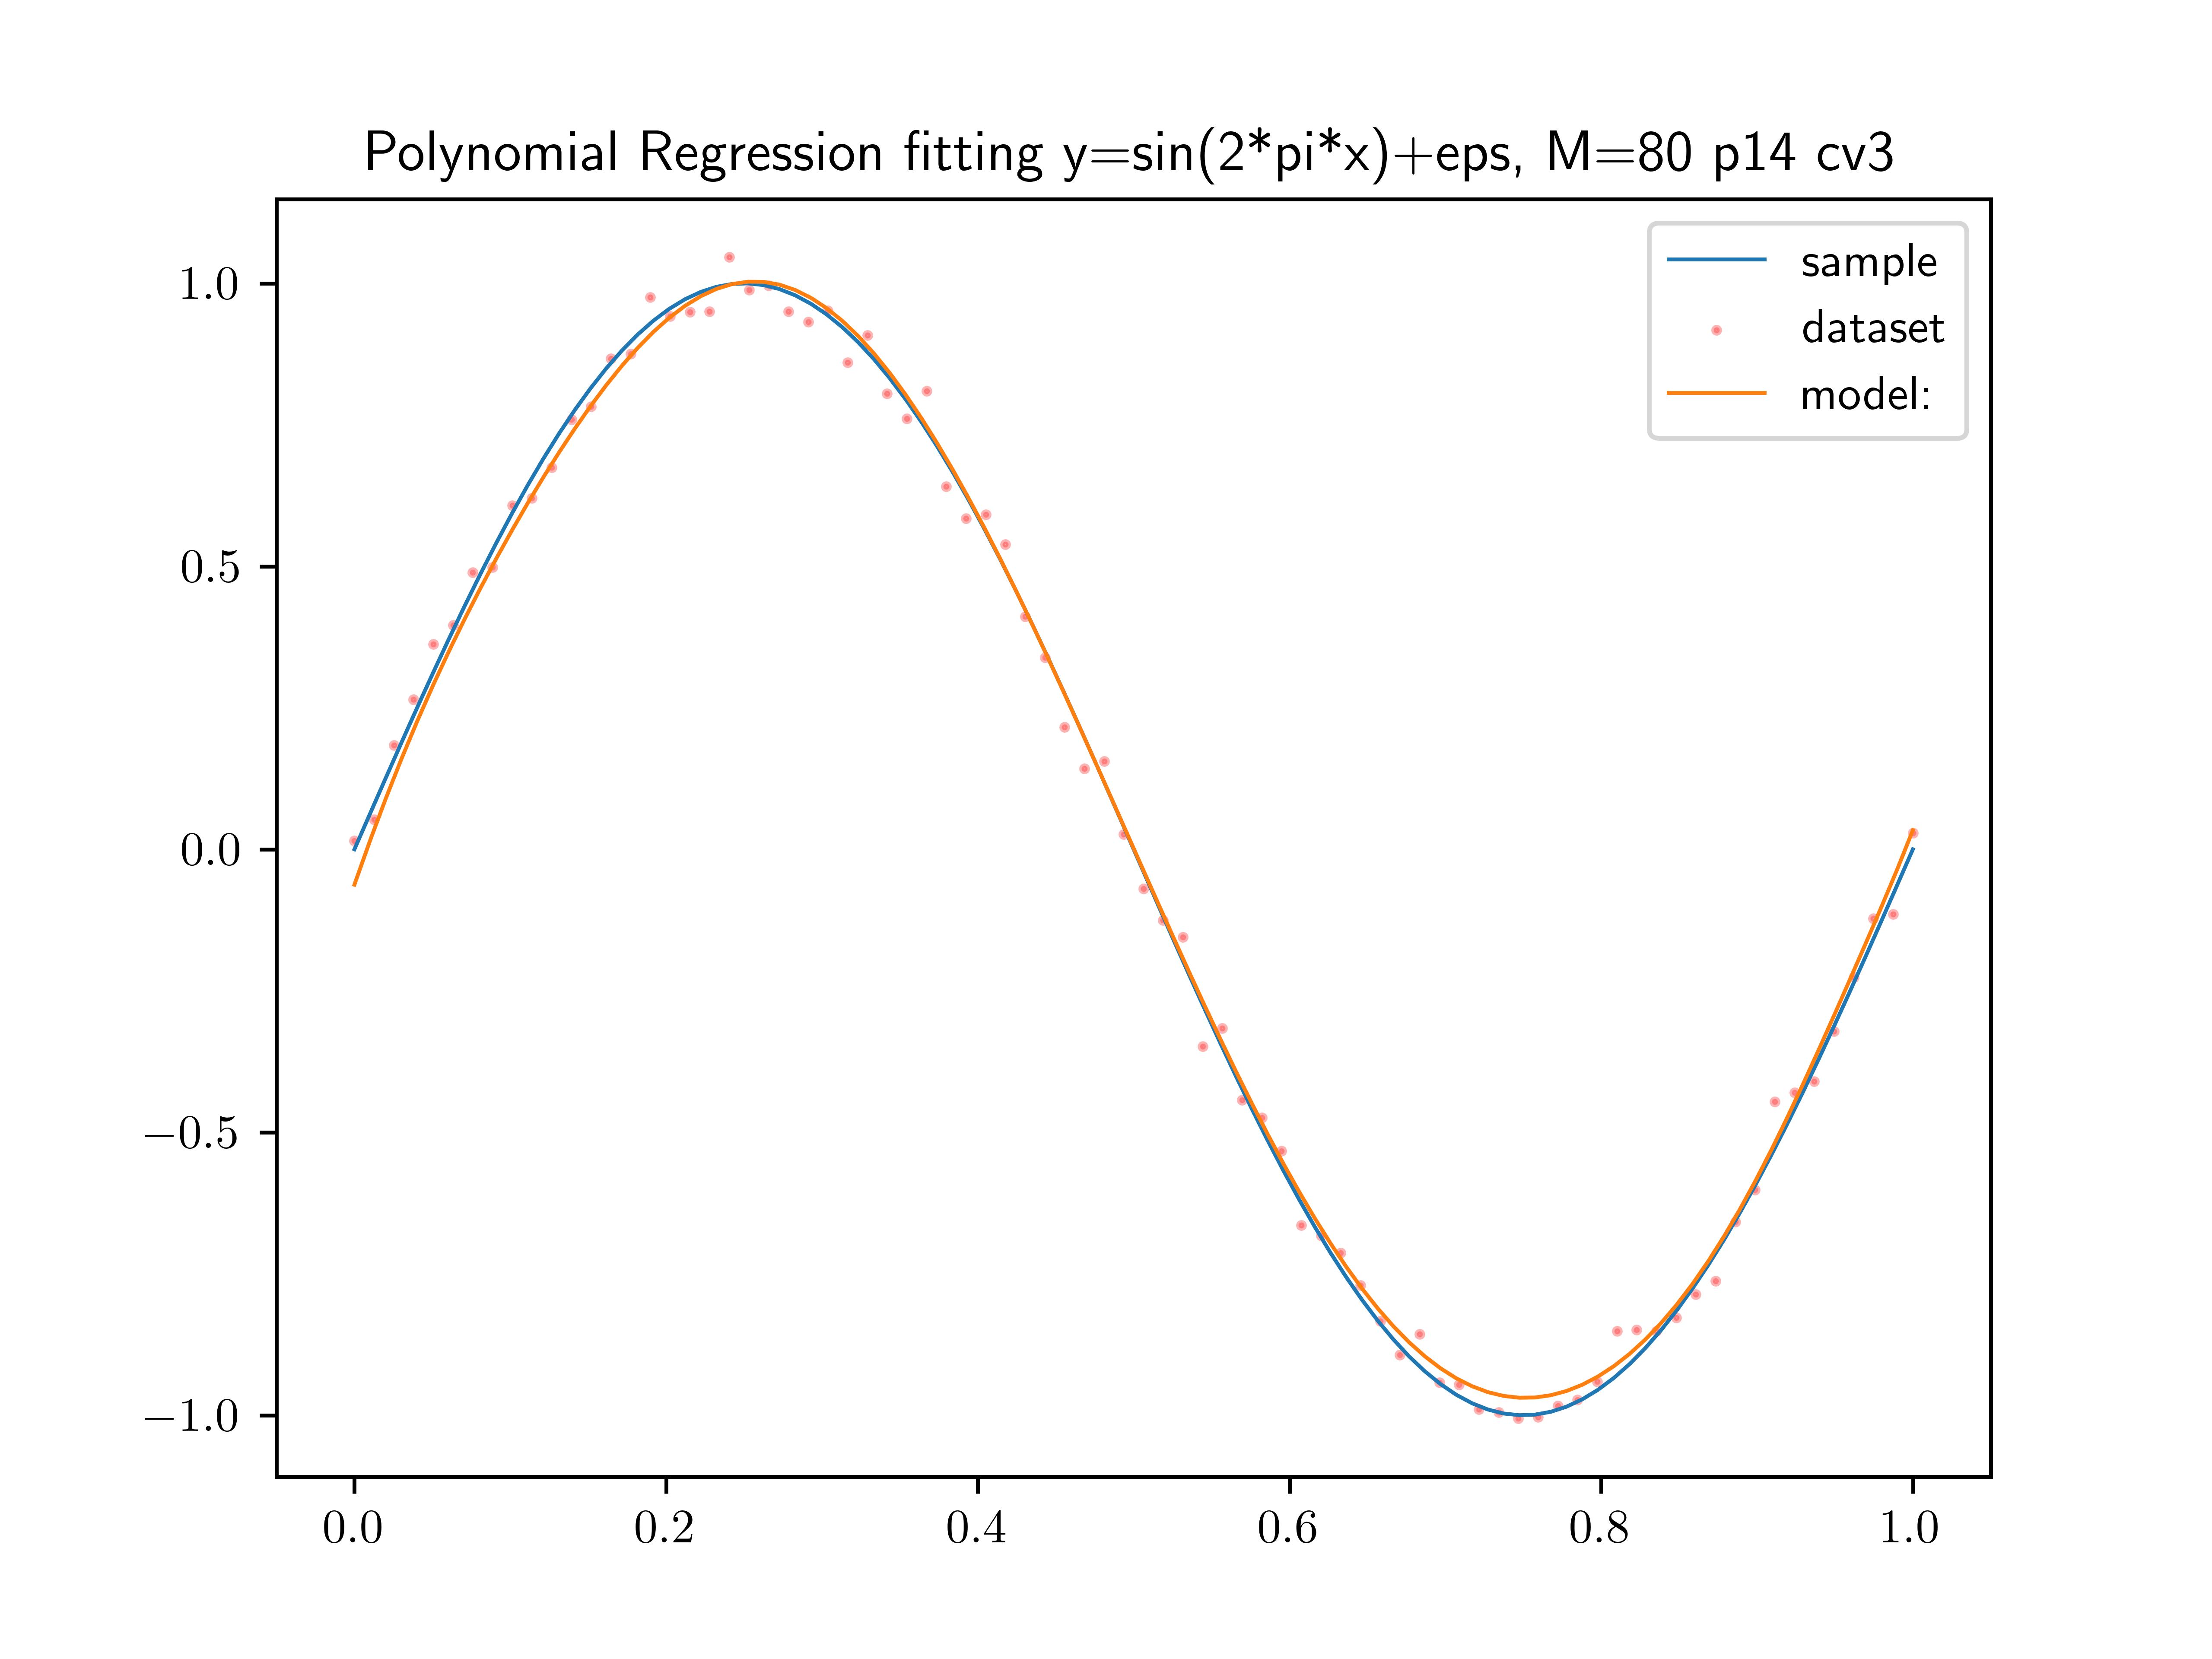 Polynomial Regression fitting y=sin(2*pi*x)+eps, M=80 p14 cv3
sample
dataset
model:
1.0
0.5
0.0
−0.5
−1.0
0.0 0.2 0.4 0.6 0.8 1.0